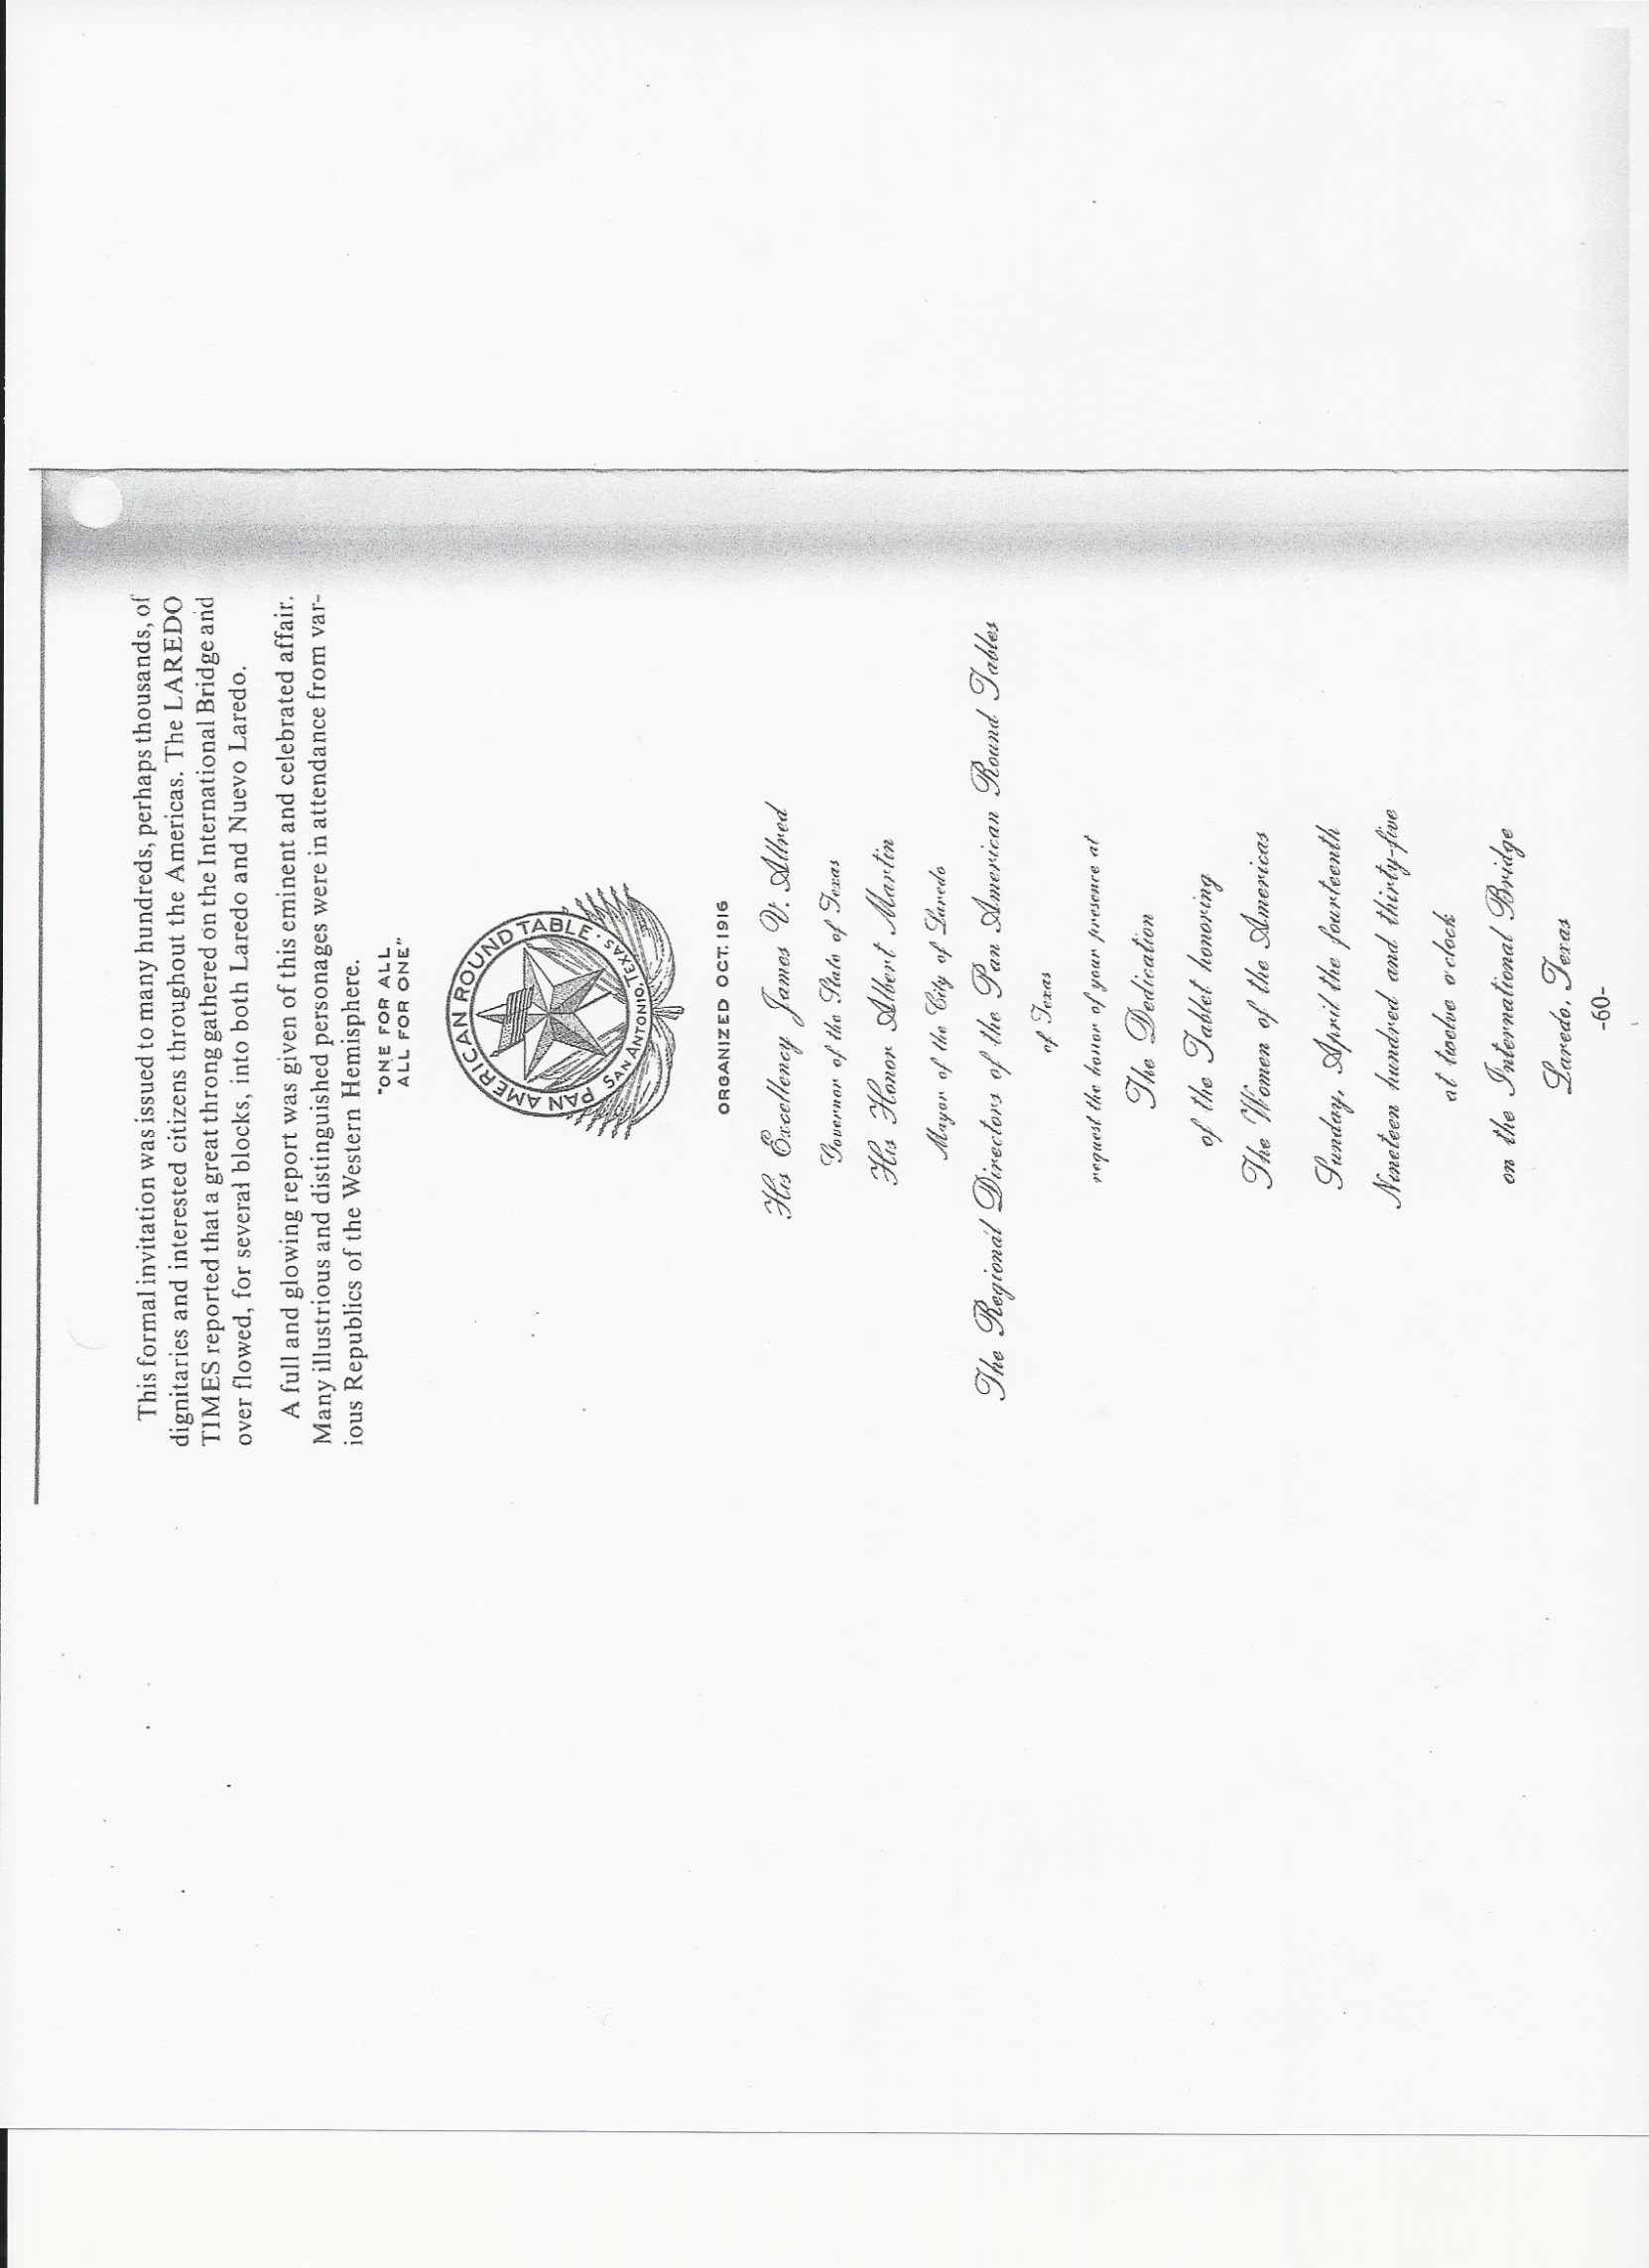 This formal invitation was issued to many hundreds, perhaps thousands, of
dignitaries and interested citizens throughout the Americas. The LAREDO
TIMES reported that a great throng gathered on the International Bridge and
over flowed, for several blocks, into both Laredo and Nuevo Laredo.
A full and glowing report was given of this eminent and celebrated affair.
Many illustrious and distinguished personages were in attendance from var-
ious Republics of the Western Hemisphere.
"ONE FOR ALL
ALL FOR ONE"
PAN AMERICAN ROUND TABLE.
SAN ANTONIO, TEXAS
ORGANIZED OCT. 1916
His Excellency James V. Allred
Governor of the State of Texas
His Honor Albert Martin
Mayor of the City of Laredo
The Regional Directors of the Pan American Round Tables
of Texas
request the honor of your presence at
The Dedication
of the Tablet honoring
The Women of the Americas
Sunday, April the fourteenth
Nineteen hundred and thirty-five
at twelve o'clock
on the International Bridge
Laredo, Texas
-60-